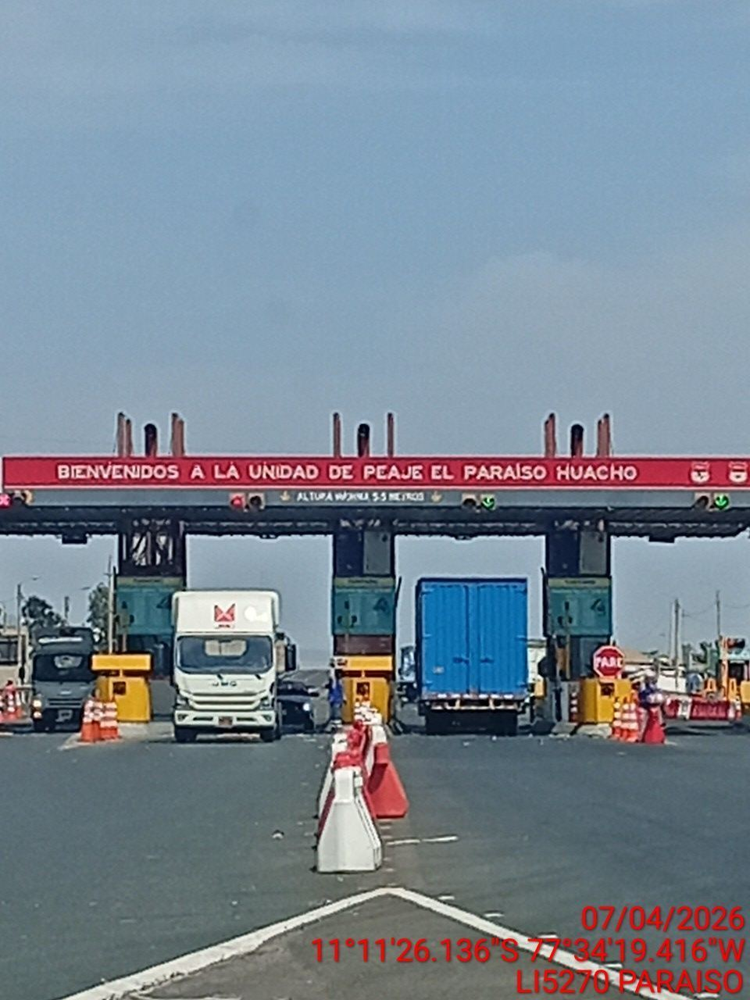 BIENVENIDOS A LA UNIDAD DE PEAJE EL PARAISO HUACHO
ALTURA MAXIMA 5.5 METROS
PARE
07/04/2026
11°11'26.136"S 77°34'19.416"W
LI5270 PARAISO